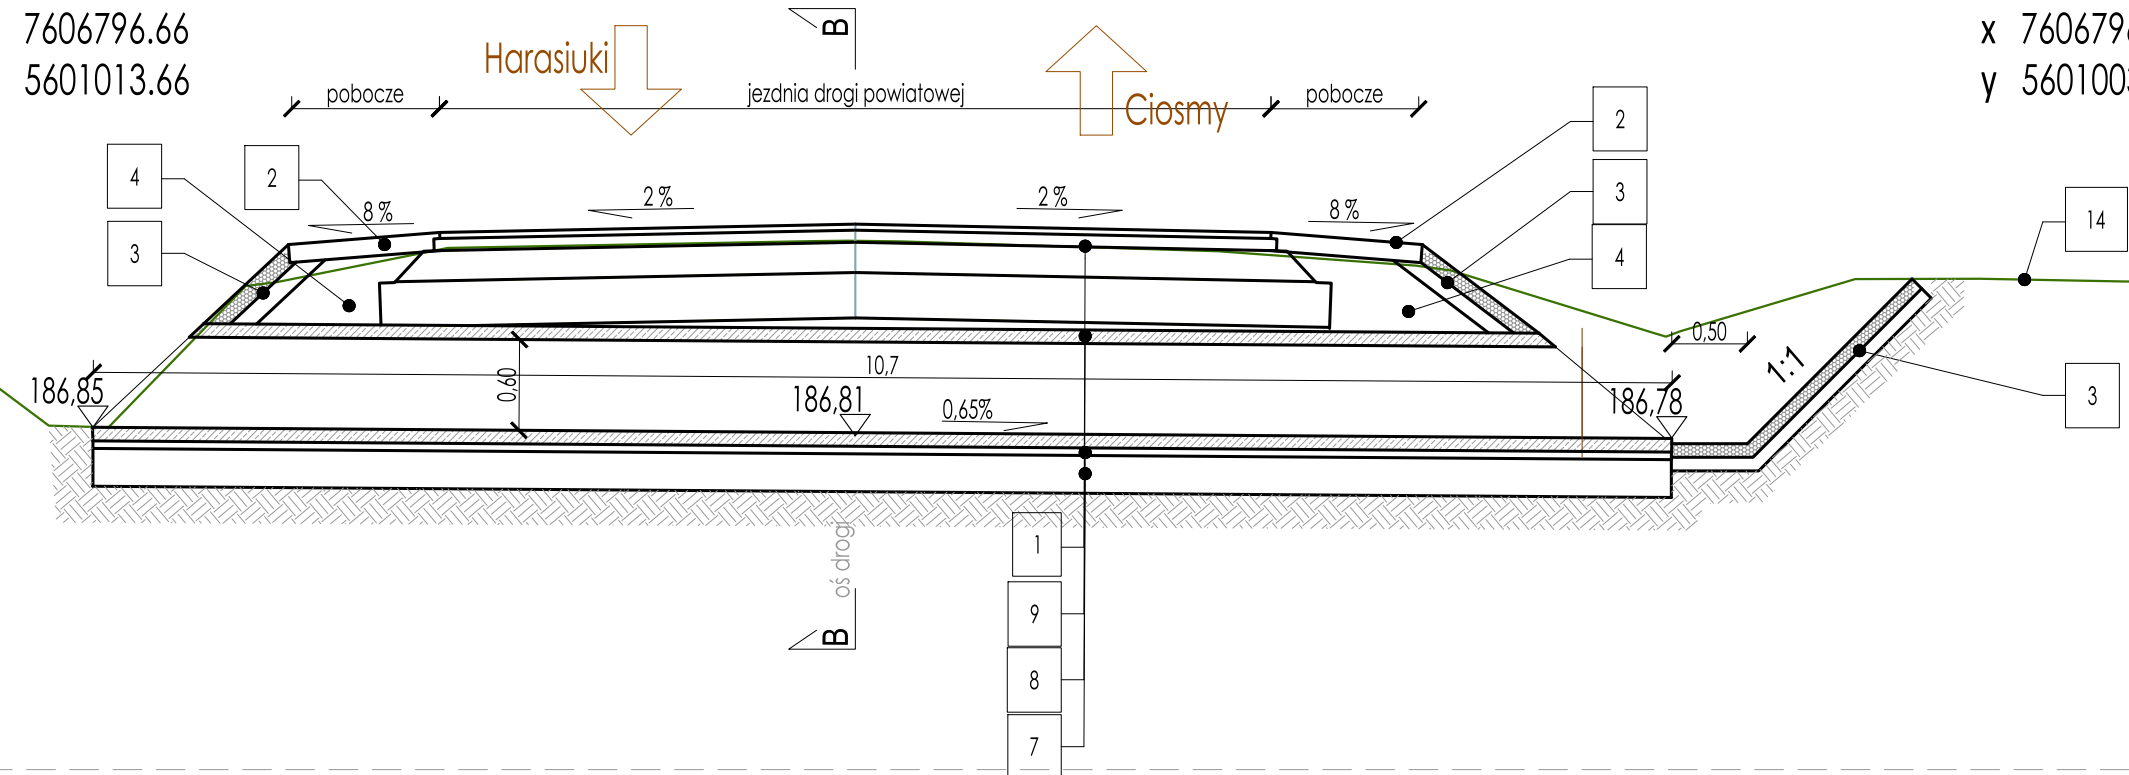 7606796.66
5601013.66
x 760679
y 560100
Harasiuki
B
pobocze
jezdnia drogi powiatowej
pobocze
Ciosmy
2
4
2
3
3
4
14
8%
2%
2%
8%
0,50
1:1
10,7
0,60
186,85
186,81
0,65%
186,78
3
oś drogi
1
9
B
8
7